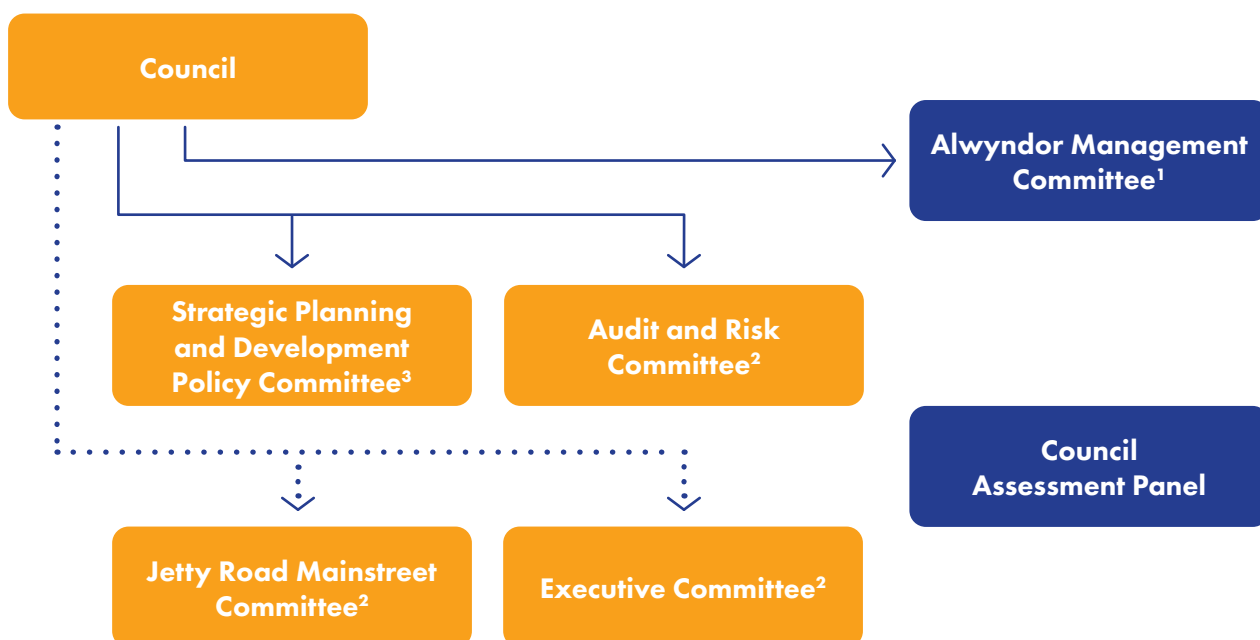 Council
Alwyndor Management
Committee¹
Strategic Planning
and Development
Policy Committee³
Audit and Risk
Committee²
Council
Assessment Panel
Jetty Road Mainstreet
Committee²
Executive Committee²